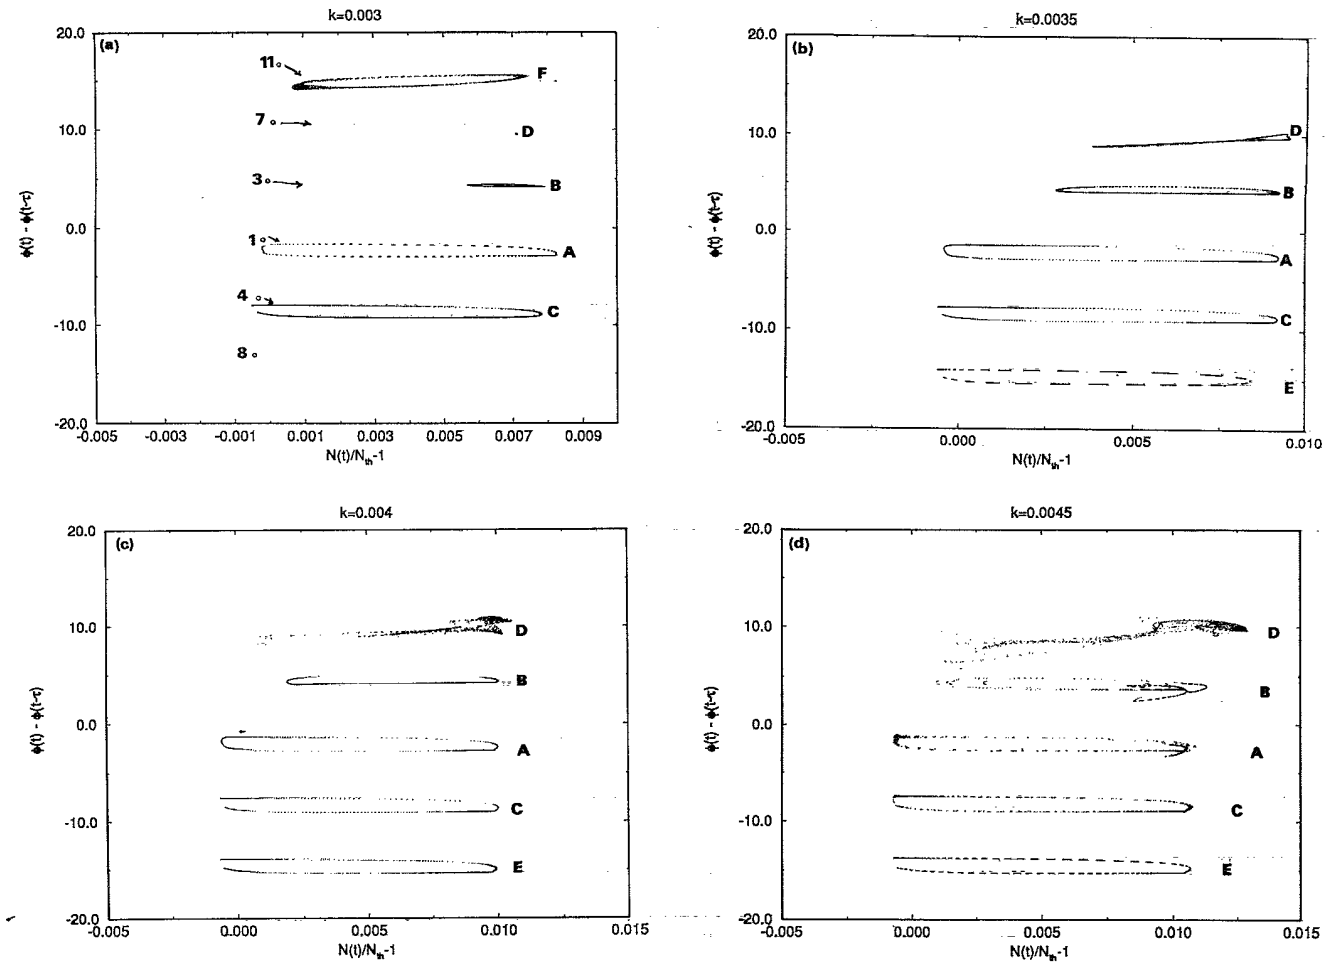 k=0.003
(a)
20.0
10.0
0.0
-10.0
-20.0
ϕ(t) - ϕ(t-τ)
11
F
7
D
3
B
1
A
4
C
8
-0.005 -0.003 -0.001 0.001 0.003 0.005 0.007 0.009
N(t)/Nth-1
k=0.0035
(b)
20.0
10.0
0.0
-10.0
-20.0
ϕ(t) - ϕ(t-τ)
D
B
A
C
E
-0.005 0.000 0.005 0.010
N(t)/Nth-1
k=0.004
(c)
20.0
10.0
0.0
-10.0
-20.0
ϕ(t) - ϕ(t-τ)
D
B
A
C
E
-0.005 0.000 0.005 0.010 0.015
N(t)/Nth-1
k=0.0045
(d)
20.0
10.0
0.0
-10.0
-20.0
ϕ(t) - ϕ(t-τ)
D
B
A
C
E
-0.005 0.000 0.005 0.010 0.015
N(t)/Nth-1